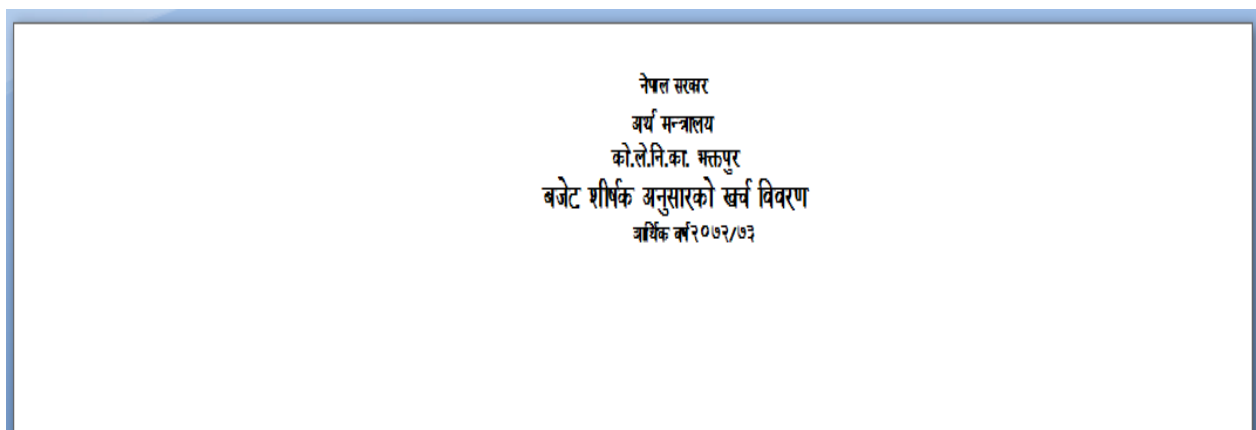 नेपाल सरकार
अर्थ मन्त्रालय
को.ले.नि.का. भक्तपुर
बजेट शीर्षक अनुसारको खर्च विवरण
आर्थिक वर्ष२०७२/७३